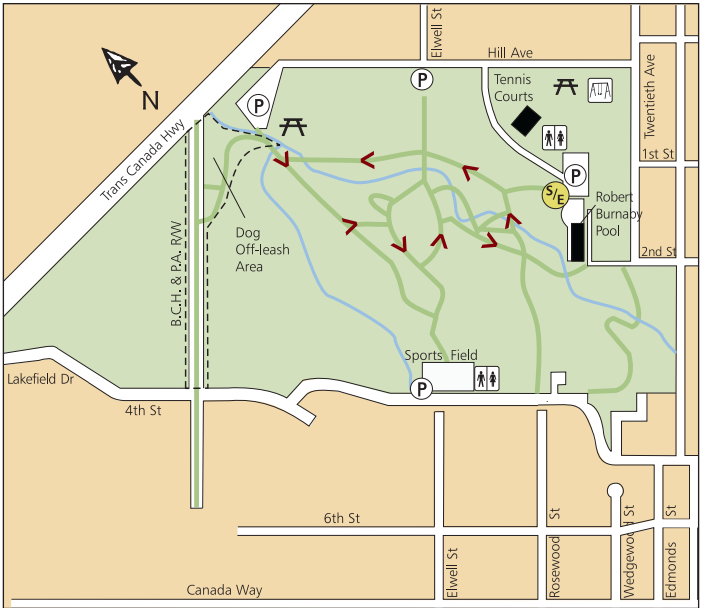 Elwell St
Hill Ave
N
P
P
Tennis
Courts
Twentieth Ave
Trans Canada Hwy
1st St
P
S/E
Robert
Burnaby
Pool
Dog
Off-leash
Area
2nd St
B.C.H. & P.A. R/W
Sports Field
P
Lakefield Dr
4th St
6th St
Elwell St
Rosewood St
Wedgewood St
Edmonds St
Canada Way